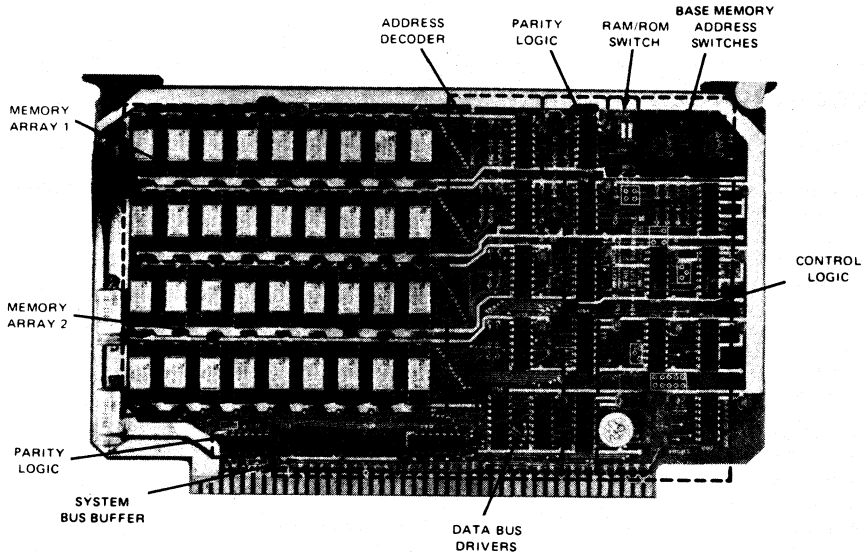 ADDRESS
DECODER
PARITY
LOGIC
RAM/ROM
SWITCH
BASE MEMORY
ADDRESS
SWITCHES
MEMORY
ARRAY 1
CONTROL
LOGIC
MEMORY
ARRAY 2
PARITY
LOGIC
SYSTEM
BUS BUFFER
DATA BUS
DRIVERS